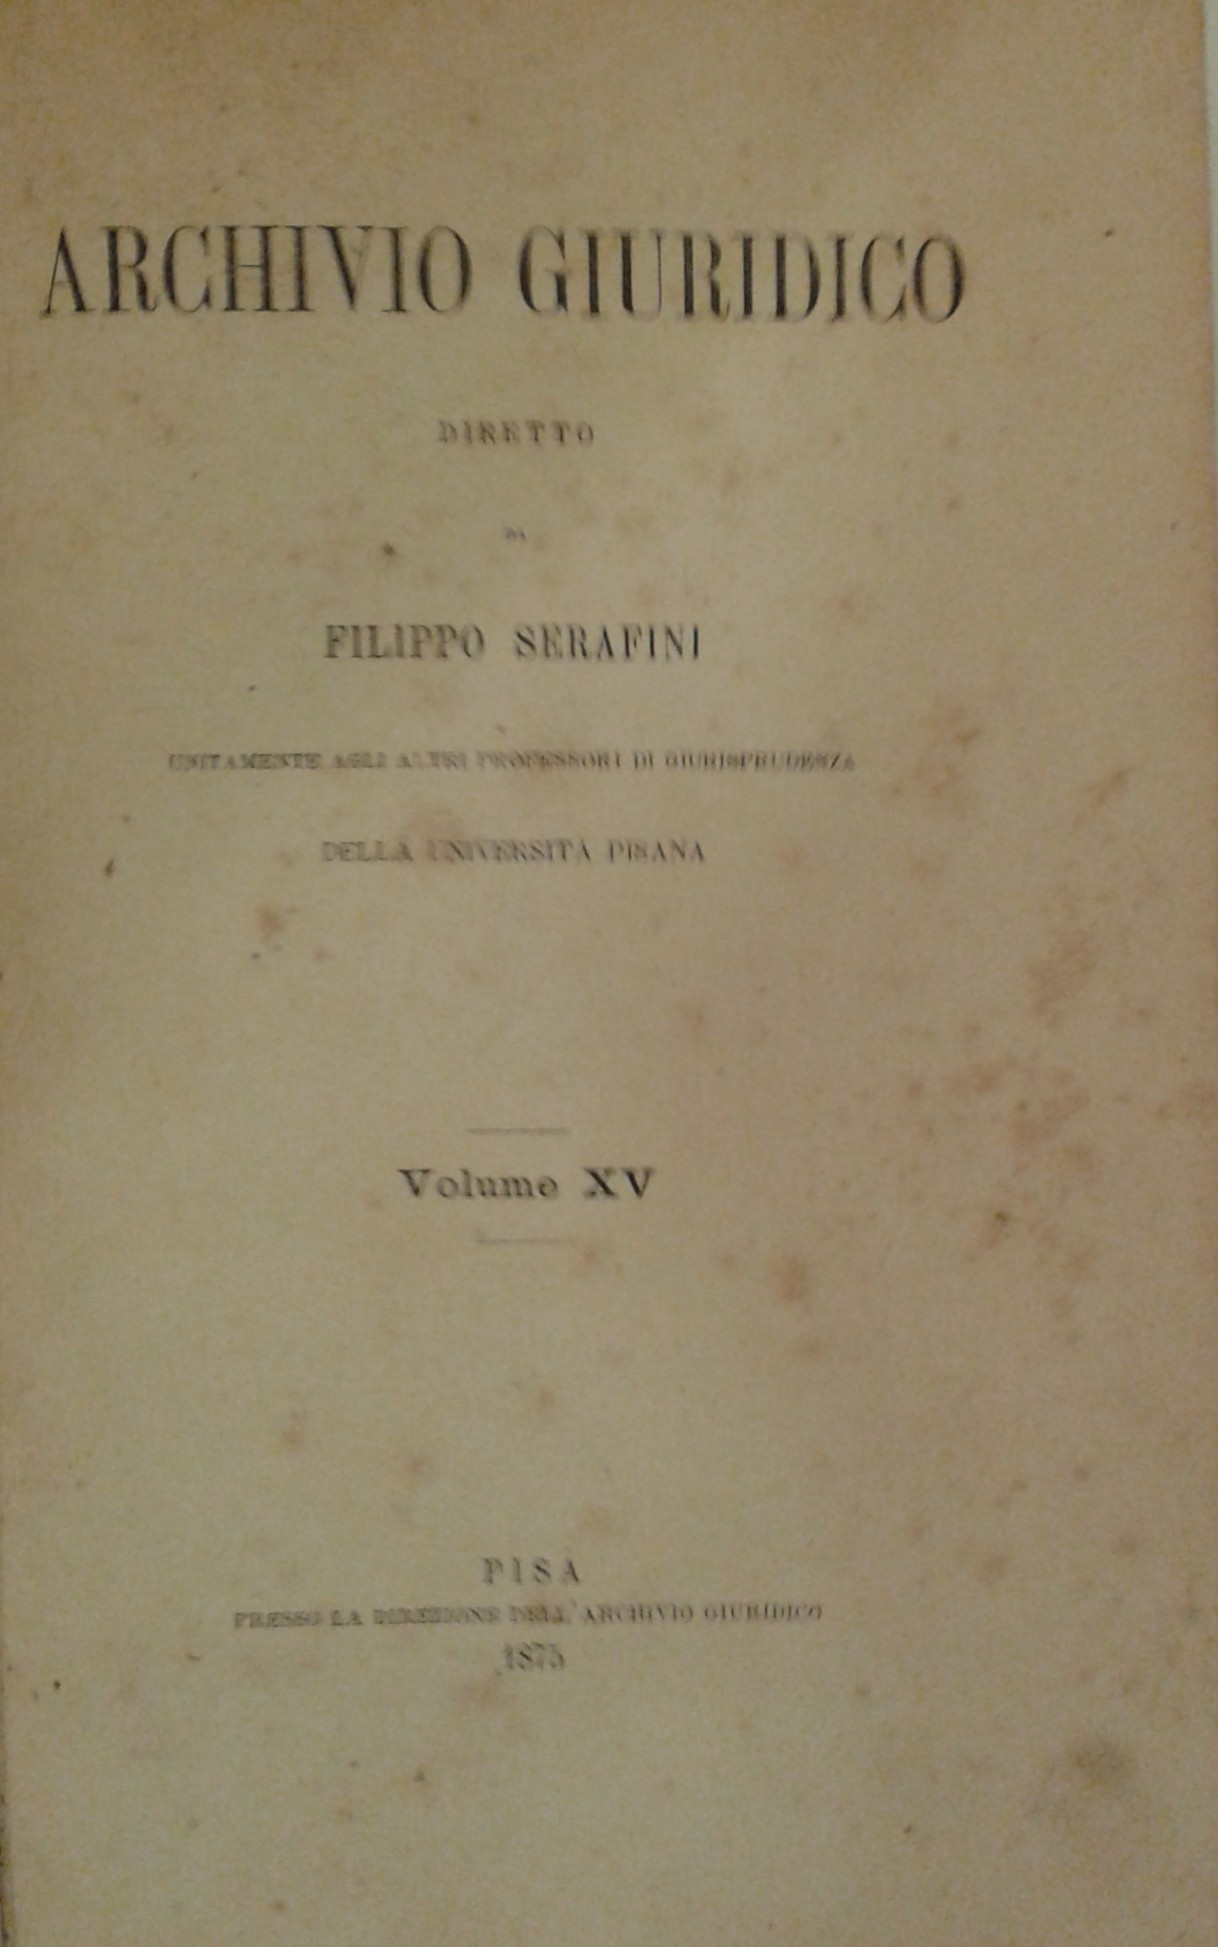 ARCHIVIO GIURIDICO
DIRETTO
DA
FILIPPO SERAFINI
UNITAMENTE AGLI ALTRI PROFESSORI DI GIURISPRUDENZA
DELLA UNIVERSITÀ PISANA
Volume XV
PISA
PRESSO LA DIREZIONE DELL'ARCHIVIO GIURIDICO
1875